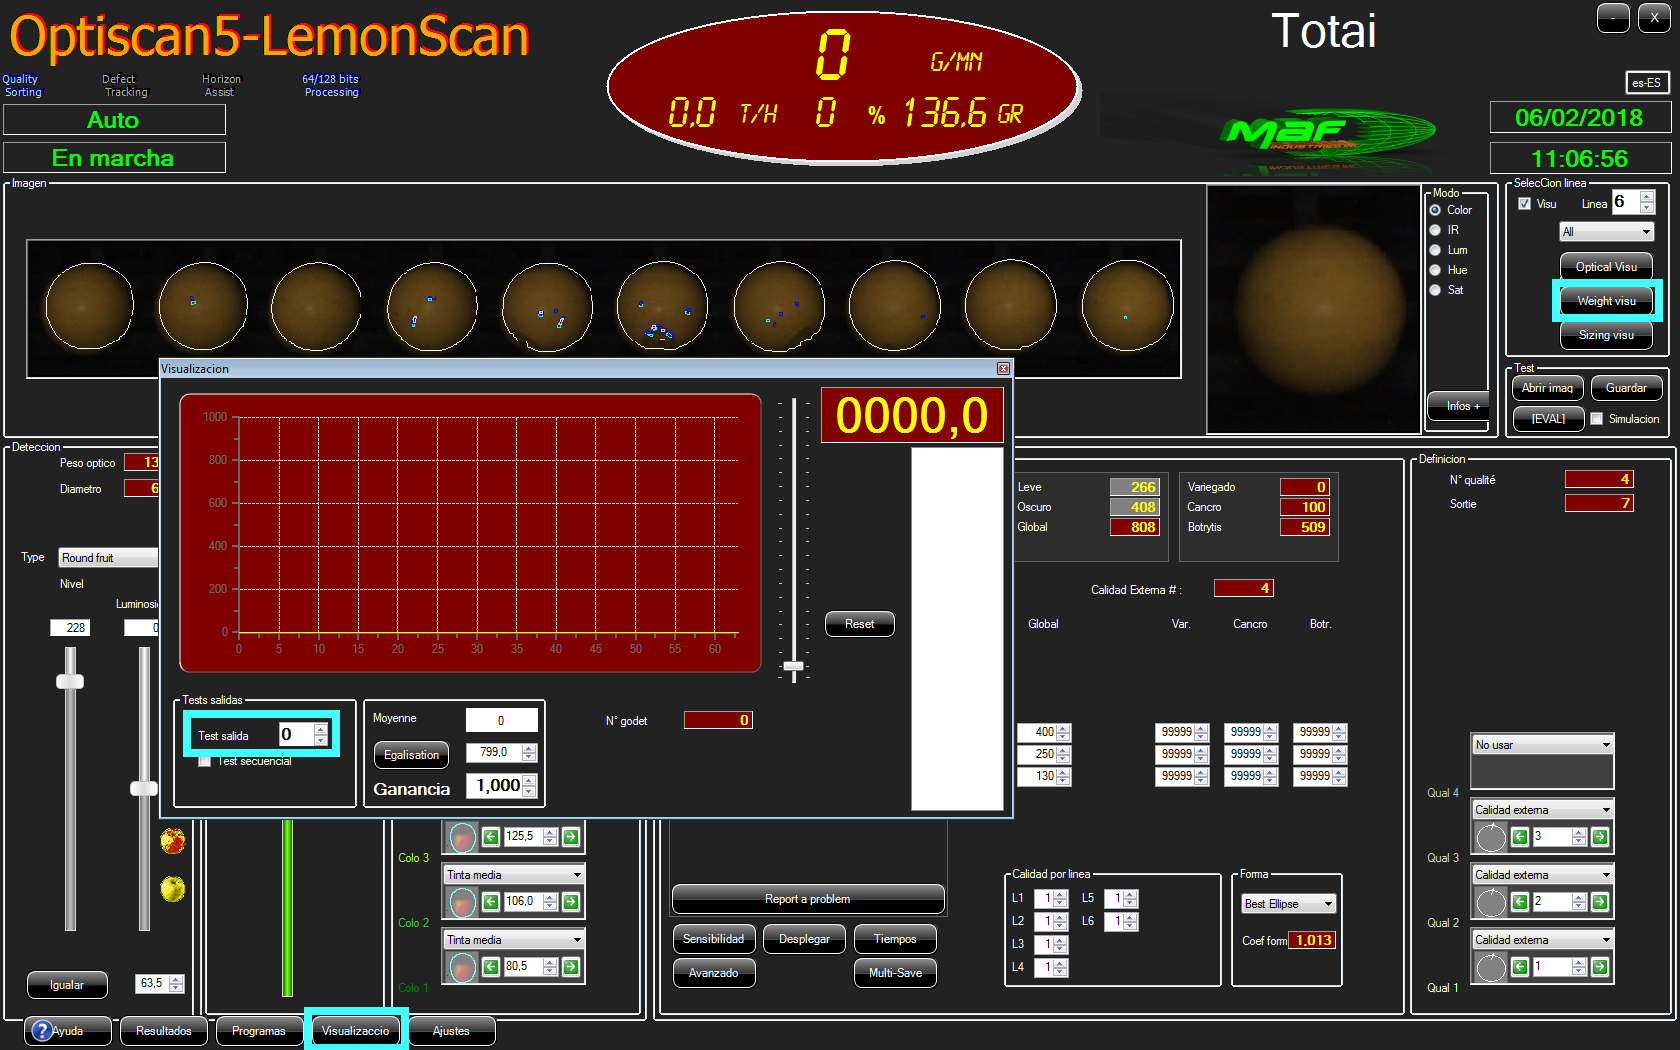 Optiscan5-LemonScan
Quality Sorting
Defect Tracking
Horizon Assist
64/128 bits Processing
Auto
En marcha
0 G/MN
0,0 T/H 0 % 136,6 GR
Totai
- X
es-ES
MAF
INDUSTRIES INC
06/02/2018
11:06:56
Imagen
Modo
Color
IR
Lum
Hue
Sat
Infos +
SelecCion linea
Visu Linea 6
All
Optical Visu
Weight visu
Sizing visu
Test
Abrir imag Guardar
[EVAL] Simulacion
Visualizacion
1000
800
600
400
200
0
0 5 10 15 20 25 30 35 40 45 50 55 60
0000,0
Reset
Tests salidas
Test salida 0
Test secuencial
Moyenne 0
Egalisation 799,0
Ganancia 1,000
N° godet 0
Deteccion
Peso optico 13
Diametro 6
Type Round fruit
Nivel
228 0
Igualar 63,5
Colo 3 125,5
Tinta media
Colo 2 106,0
Tinta media
Colo 1 80,5
Leve 266
Oscuro 408
Global 808
Variegado 0
Cancro 100
Botrytis 509
Calidad Externa # : 4
Global Var. Cancro Botr.
400 99999 99999 99999
250 99999 99999 99999
130 99999 99999 99999
Report a problem
Sensibilidad Desplegar Tiempos
Avanzado Multi-Save
Calidad por linea
L1 1 L5 1
L2 1 L6 1
L3 1
L4 1
Forma
Best Ellipse
Coef form 1,013
Definicion
N° qualité 4
Sortie 7
No usar
Qual 4
Calidad externa
3
Qual 3
Calidad externa
2
Qual 2
Calidad externa
1
Qual 1
? Ayuda Resultados Programas Visualizaccio Ajustes